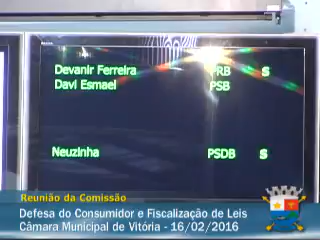 Devanir Ferreira PRB S
Davi Esmael PSB
Neuzinha PSDB S
Reunião da Comissão
Defesa do Consumidor e Fiscalização de Leis
Câmara Municipal de Vitória - 16/02/2016